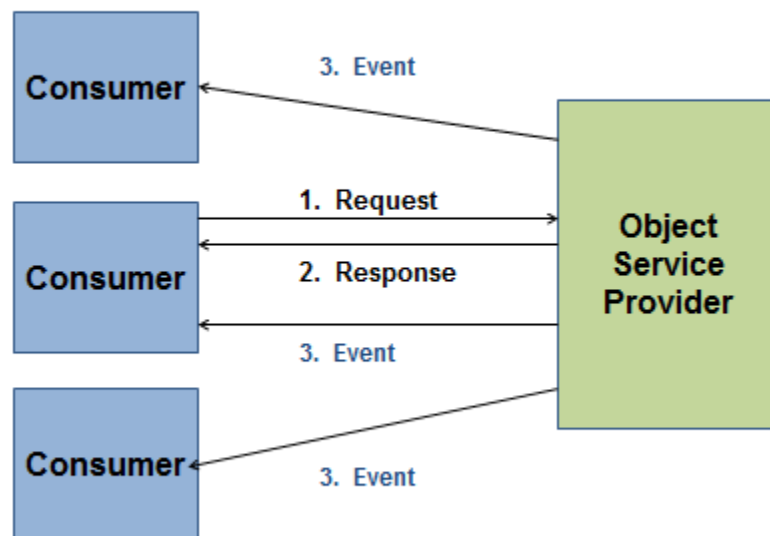 3. Event
Consumer
1. Request
Object
Service
Provider
Consumer
2. Response
3. Event
Consumer
3. Event